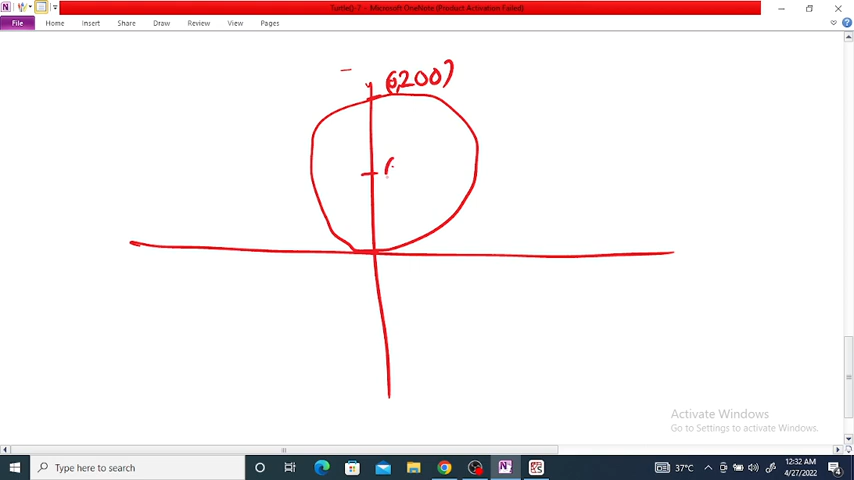 Turtle()-7 - Microsoft OneNote (Product Activation Failed)
File Home Insert Share Draw Review View Pages
(0,200)
(
Activate Windows
Go to Settings to activate Windows.
Type here to search
37°C
12:32 AM
4/27/2022
4